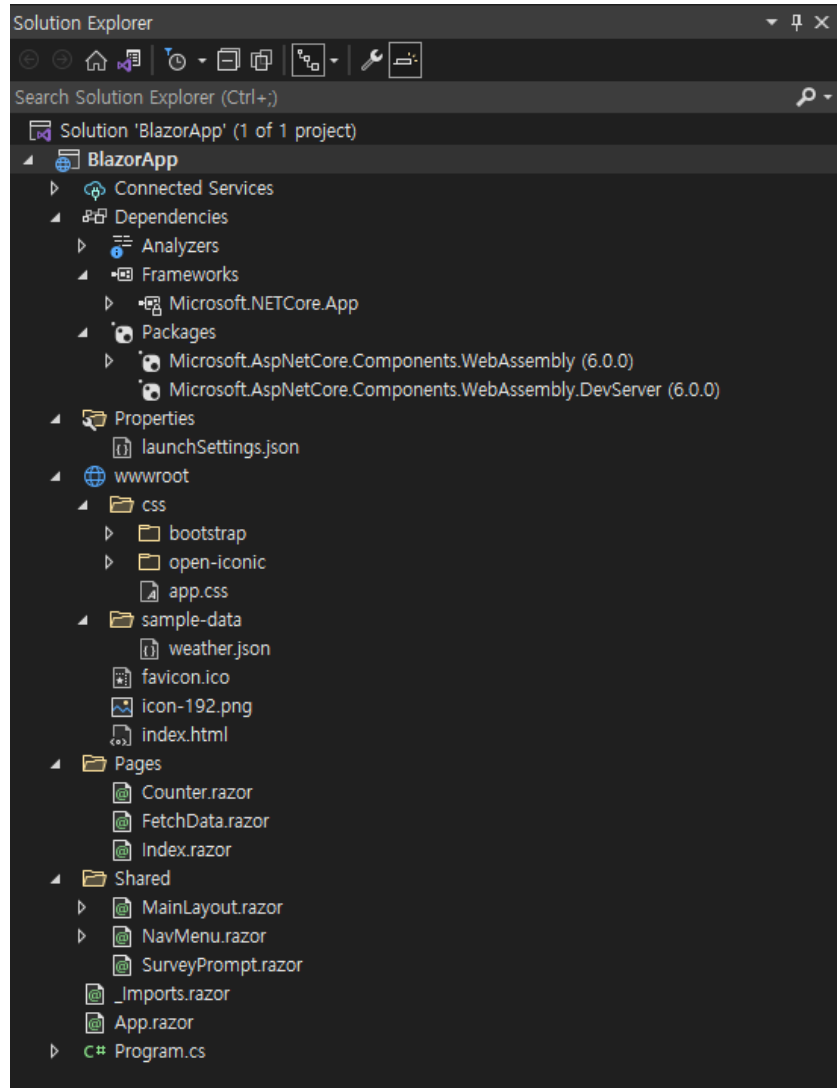 Solution Explorer
Search Solution Explorer (Ctrl+;)
Solution 'BlazorApp' (1 of 1 project)
BlazorApp
Connected Services
Dependencies
Analyzers
Frameworks
Microsoft.NETCore.App
Packages
Microsoft.AspNetCore.Components.WebAssembly (6.0.0)
Microsoft.AspNetCore.Components.WebAssembly.DevServer (6.0.0)
Properties
launchSettings.json
wwwroot
css
bootstrap
open-iconic
app.css
sample-data
weather.json
favicon.ico
icon-192.png
index.html
Pages
Counter.razor
FetchData.razor
Index.razor
Shared
MainLayout.razor
NavMenu.razor
SurveyPrompt.razor
_Imports.razor
App.razor
C# Program.cs